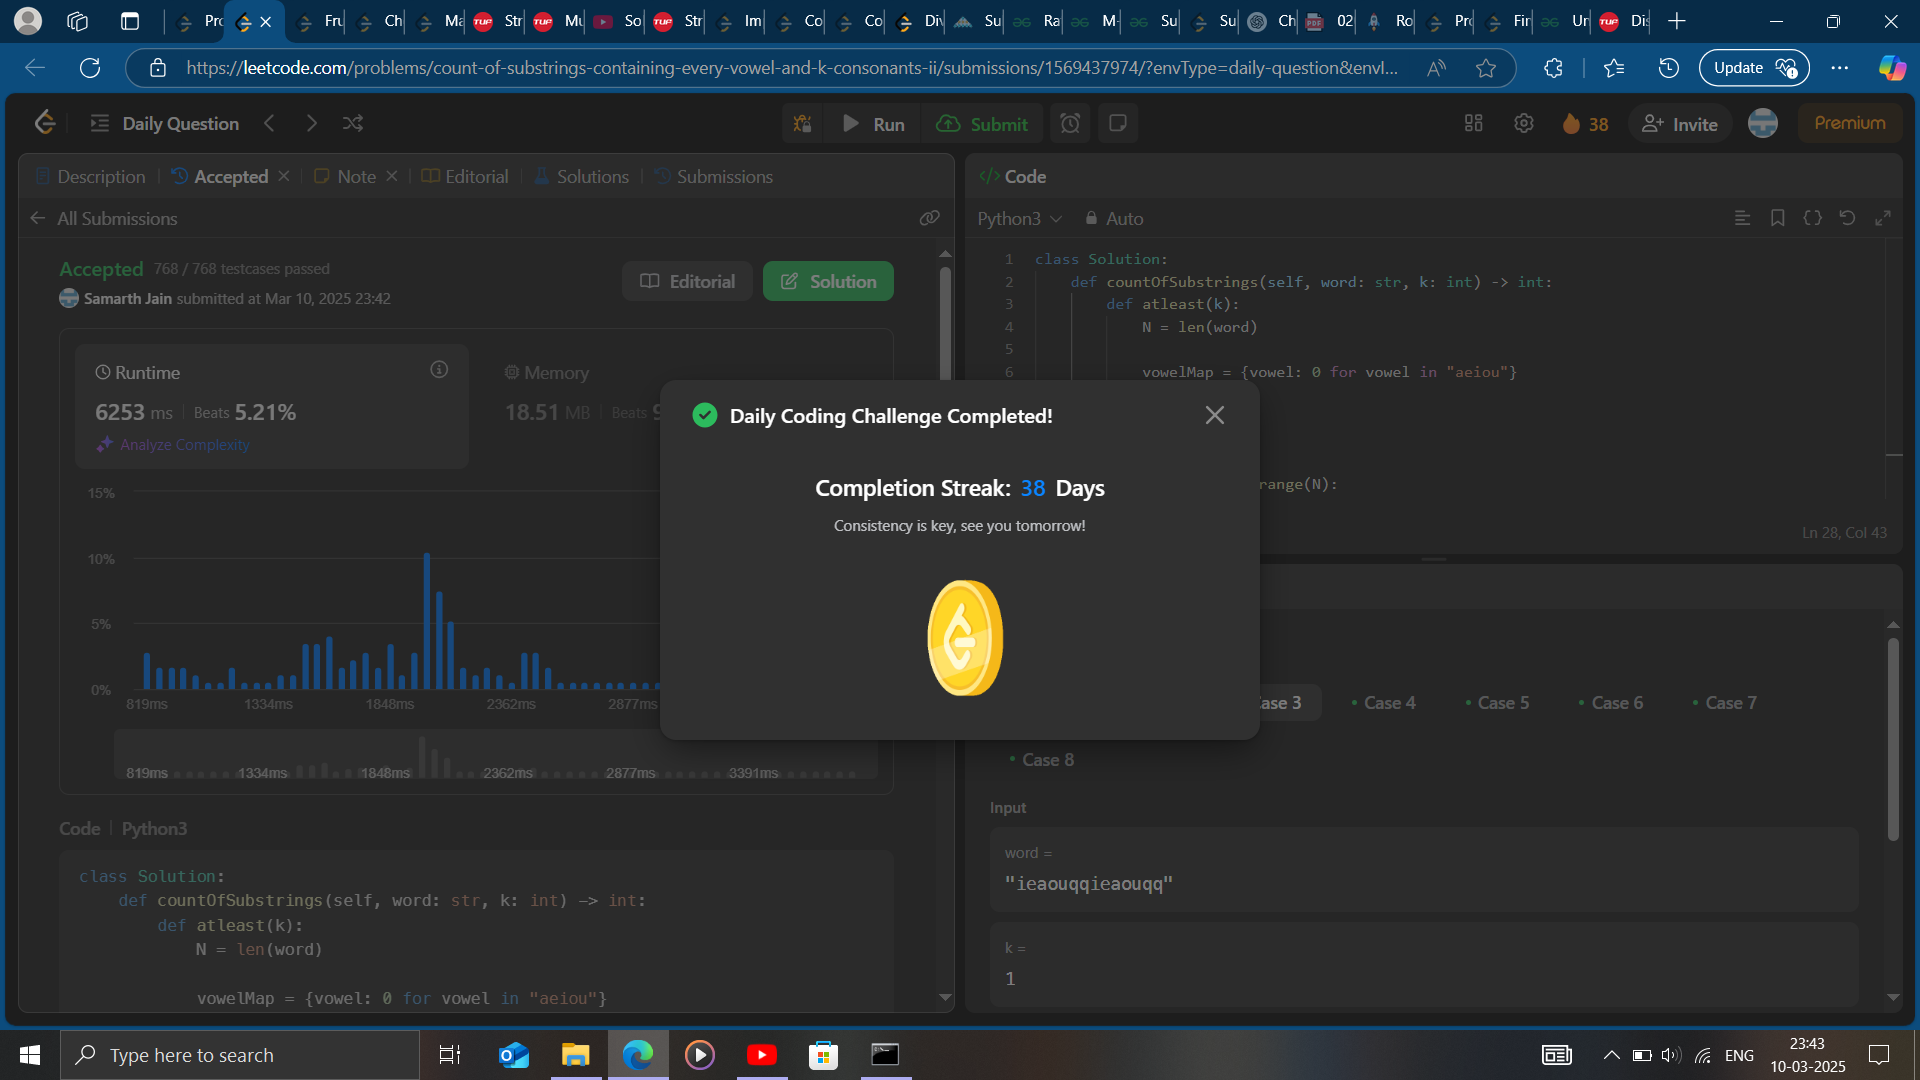 Pro
Fru
Ch
Ma
TUF Str
TUF Mu
So
TUF Str
Im
Co
Co
Div
Su
Ra
M-
Su
Su
Ch
PDF 02
Ro
Pro
Fin
Un
TUF Dis
https://leetcode.com/problems/count-of-substrings-containing-every-vowel-and-k-consonants-ii/submissions/1569437974/?envType=daily-question&envI...
Update
Daily Question
Run
Submit
38
Invite
Premium
Description
Accepted
Note
Editorial
Solutions
Submissions
All Submissions
Accepted 768 / 768 testcases passed
Samarth Jain submitted at Mar 10, 2025 23:42
Editorial
Solution
Runtime
6253 ms Beats 5.21%
Analyze Complexity
Memory
18.51 MB Beats 9
15%
10%
5%
0%
819ms 1334ms 1848ms 2362ms 2877ms
819ms 1334ms 1848ms 2362ms 2877ms 3391ms
Code Python3
class Solution:
def countOfSubstrings(self, word: str, k: int) -> int:
def atleast(k):
N = len(word)
vowelMap = {vowel: 0 for vowel in "aeiou"}
Daily Coding Challenge Completed!
Completion Streak: 38 Days
Consistency is key, see you tomorrow!
</> Code
Python3
Auto
1 class Solution:
2 def countOfSubstrings(self, word: str, k: int) -> int:
3 def atleast(k):
4 N = len(word)
5
6 vowelMap = {vowel: 0 for vowel in "aeiou"}
range(N):
Ln 28, Col 43
ase 3
Case 4
Case 5
Case 6
Case 7
Case 8
Input
word =
"ieaouqqieaouqq"
k =
1
Type here to search
ENG
23:43
10-03-2025